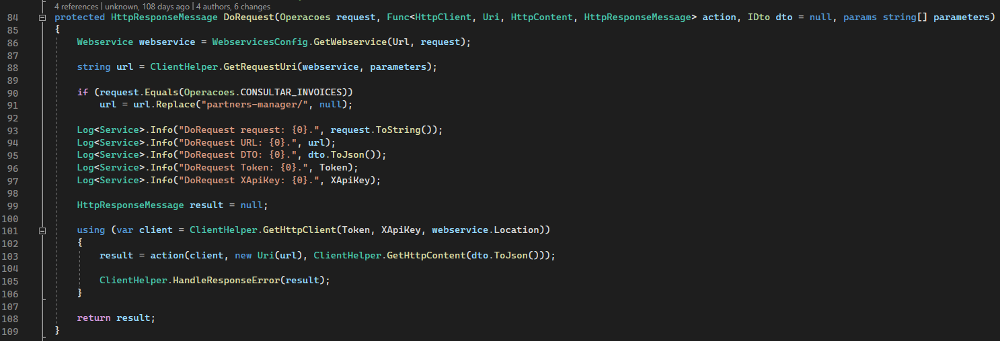 4 references | unknown, 108 days ago | 4 authors, 6 changes
84 protected HttpResponseMessage DoRequest(Operacoes request, Func<HttpClient, Uri, HttpContent, HttpResponseMessage> action, IDto dto = null, params string[] parameters)
85 {
86 Webservice webservice = WebservicesConfig.GetWebservice(Url, request);
87
88 string url = ClientHelper.GetRequestUri(webservice, parameters);
89
90 if (request.Equals(Operacoes.CONSULTAR_INVOICES))
91 url = url.Replace("partners-manager/", null);
92
93 Log<Service>.Info("DoRequest request: {0}.", request.ToString());
94 Log<Service>.Info("DoRequest URL: {0}.", url);
95 Log<Service>.Info("DoRequest DTO: {0}.", dto.ToJson());
96 Log<Service>.Info("DoRequest Token: {0}.", Token);
97 Log<Service>.Info("DoRequest XApiKey: {0}.", XApiKey);
98
99 HttpResponseMessage result = null;
100
101 using (var client = ClientHelper.GetHttpClient(Token, XApiKey, webservice.Location))
102 {
103 result = action(client, new Uri(url), ClientHelper.GetHttpContent(dto.ToJson()));
104
105 ClientHelper.HandleResponseError(result);
106 }
107
108 return result;
109 }